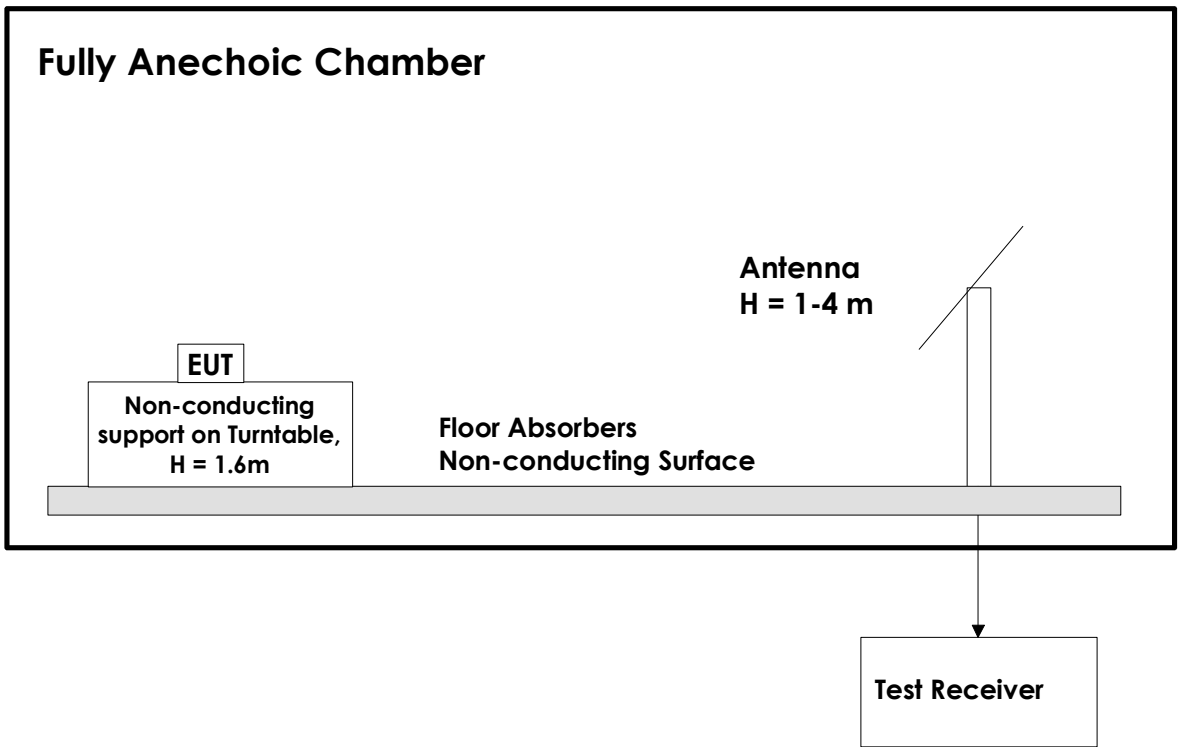 Fully Anechoic Chamber
Antenna
H = 1-4 m
EUT
Non-conducting
support on Turntable,
H = 1.6m
Floor Absorbers
Non-conducting Surface
Test Receiver